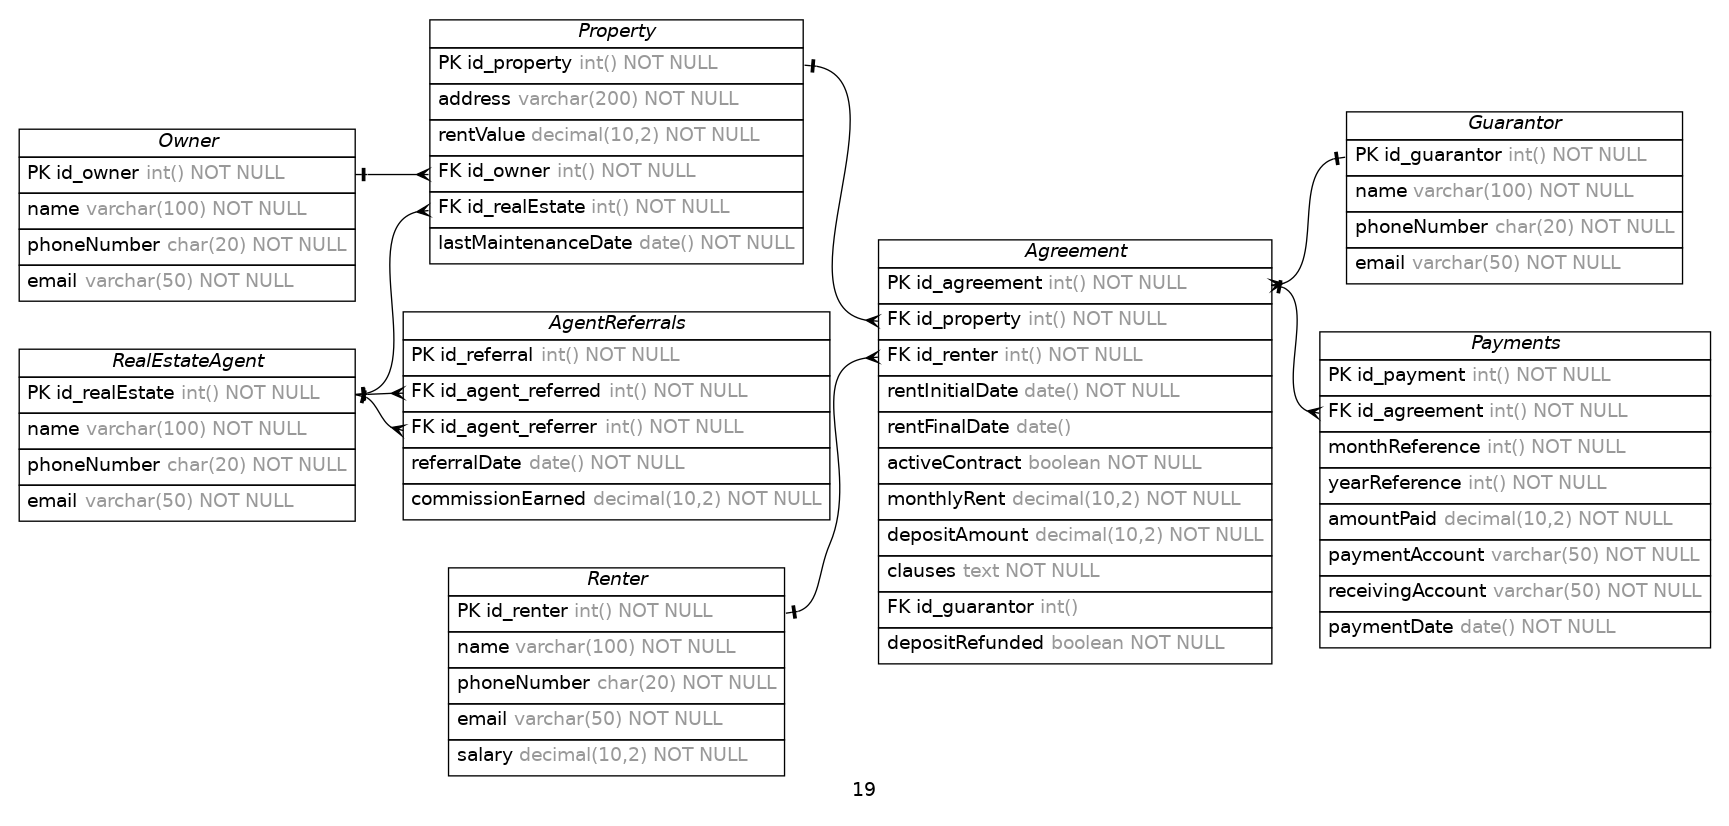 Property
PK id_property int() NOT NULL
address varchar(200) NOT NULL
rentValue decimal(10,2) NOT NULL
FK id_owner int() NOT NULL
FK id_realEstate int() NOT NULL
lastMaintenanceDate date() NOT NULL
Owner
PK id_owner int() NOT NULL
name varchar(100) NOT NULL
phoneNumber char(20) NOT NULL
email varchar(50) NOT NULL
RealEstateAgent
PK id_realEstate int() NOT NULL
name varchar(100) NOT NULL
phoneNumber char(20) NOT NULL
email varchar(50) NOT NULL
AgentReferrals
PK id_referral int() NOT NULL
FK id_agent_referred int() NOT NULL
FK id_agent_referrer int() NOT NULL
referralDate date() NOT NULL
commissionEarned decimal(10,2) NOT NULL
Renter
PK id_renter int() NOT NULL
name varchar(100) NOT NULL
phoneNumber char(20) NOT NULL
email varchar(50) NOT NULL
salary decimal(10,2) NOT NULL
Agreement
PK id_agreement int() NOT NULL
FK id_property int() NOT NULL
FK id_renter int() NOT NULL
rentInitialDate date() NOT NULL
rentFinalDate date()
activeContract boolean NOT NULL
monthlyRent decimal(10,2) NOT NULL
depositAmount decimal(10,2) NOT NULL
clauses text NOT NULL
FK id_guarantor int()
depositRefunded boolean NOT NULL
Guarantor
PK id_guarantor int() NOT NULL
name varchar(100) NOT NULL
phoneNumber char(20) NOT NULL
email varchar(50) NOT NULL
Payments
PK id_payment int() NOT NULL
FK id_agreement int() NOT NULL
monthReference int() NOT NULL
yearReference int() NOT NULL
amountPaid decimal(10,2) NOT NULL
paymentAccount varchar(50) NOT NULL
receivingAccount varchar(50) NOT NULL
paymentDate date() NOT NULL
19